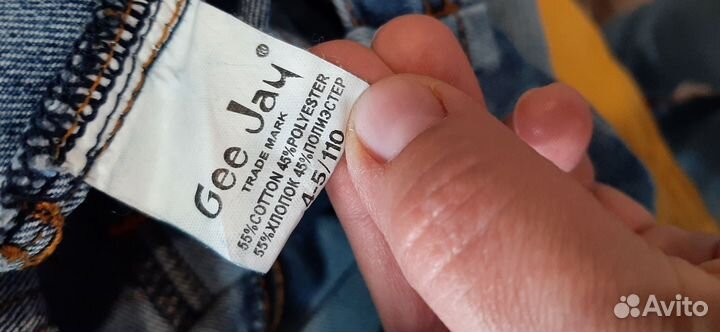 Gee Jay ®
TRADE MARK
55%COTTON 45%POLYESTER
55%ХЛОПОК 45%ПОЛИЭСТЕР
4-5/110
Avito